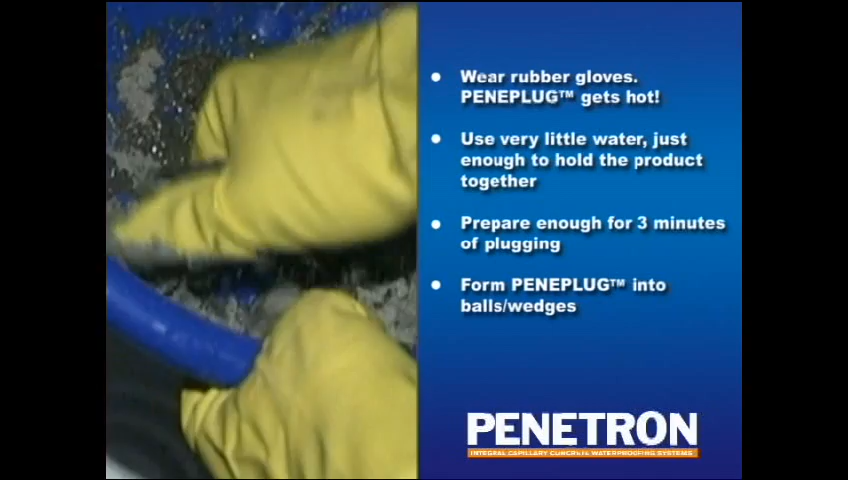 Wear rubber gloves.
PENEPLUG™ gets hot!
Use very little water, just
enough to hold the product
together
Prepare enough for 3 minutes
of plugging
Form PENEPLUG™ into
balls/wedges
PENETRON
INTEGRAL CAPILLARY CONCRETE WATERPROOFING SYSTEMS